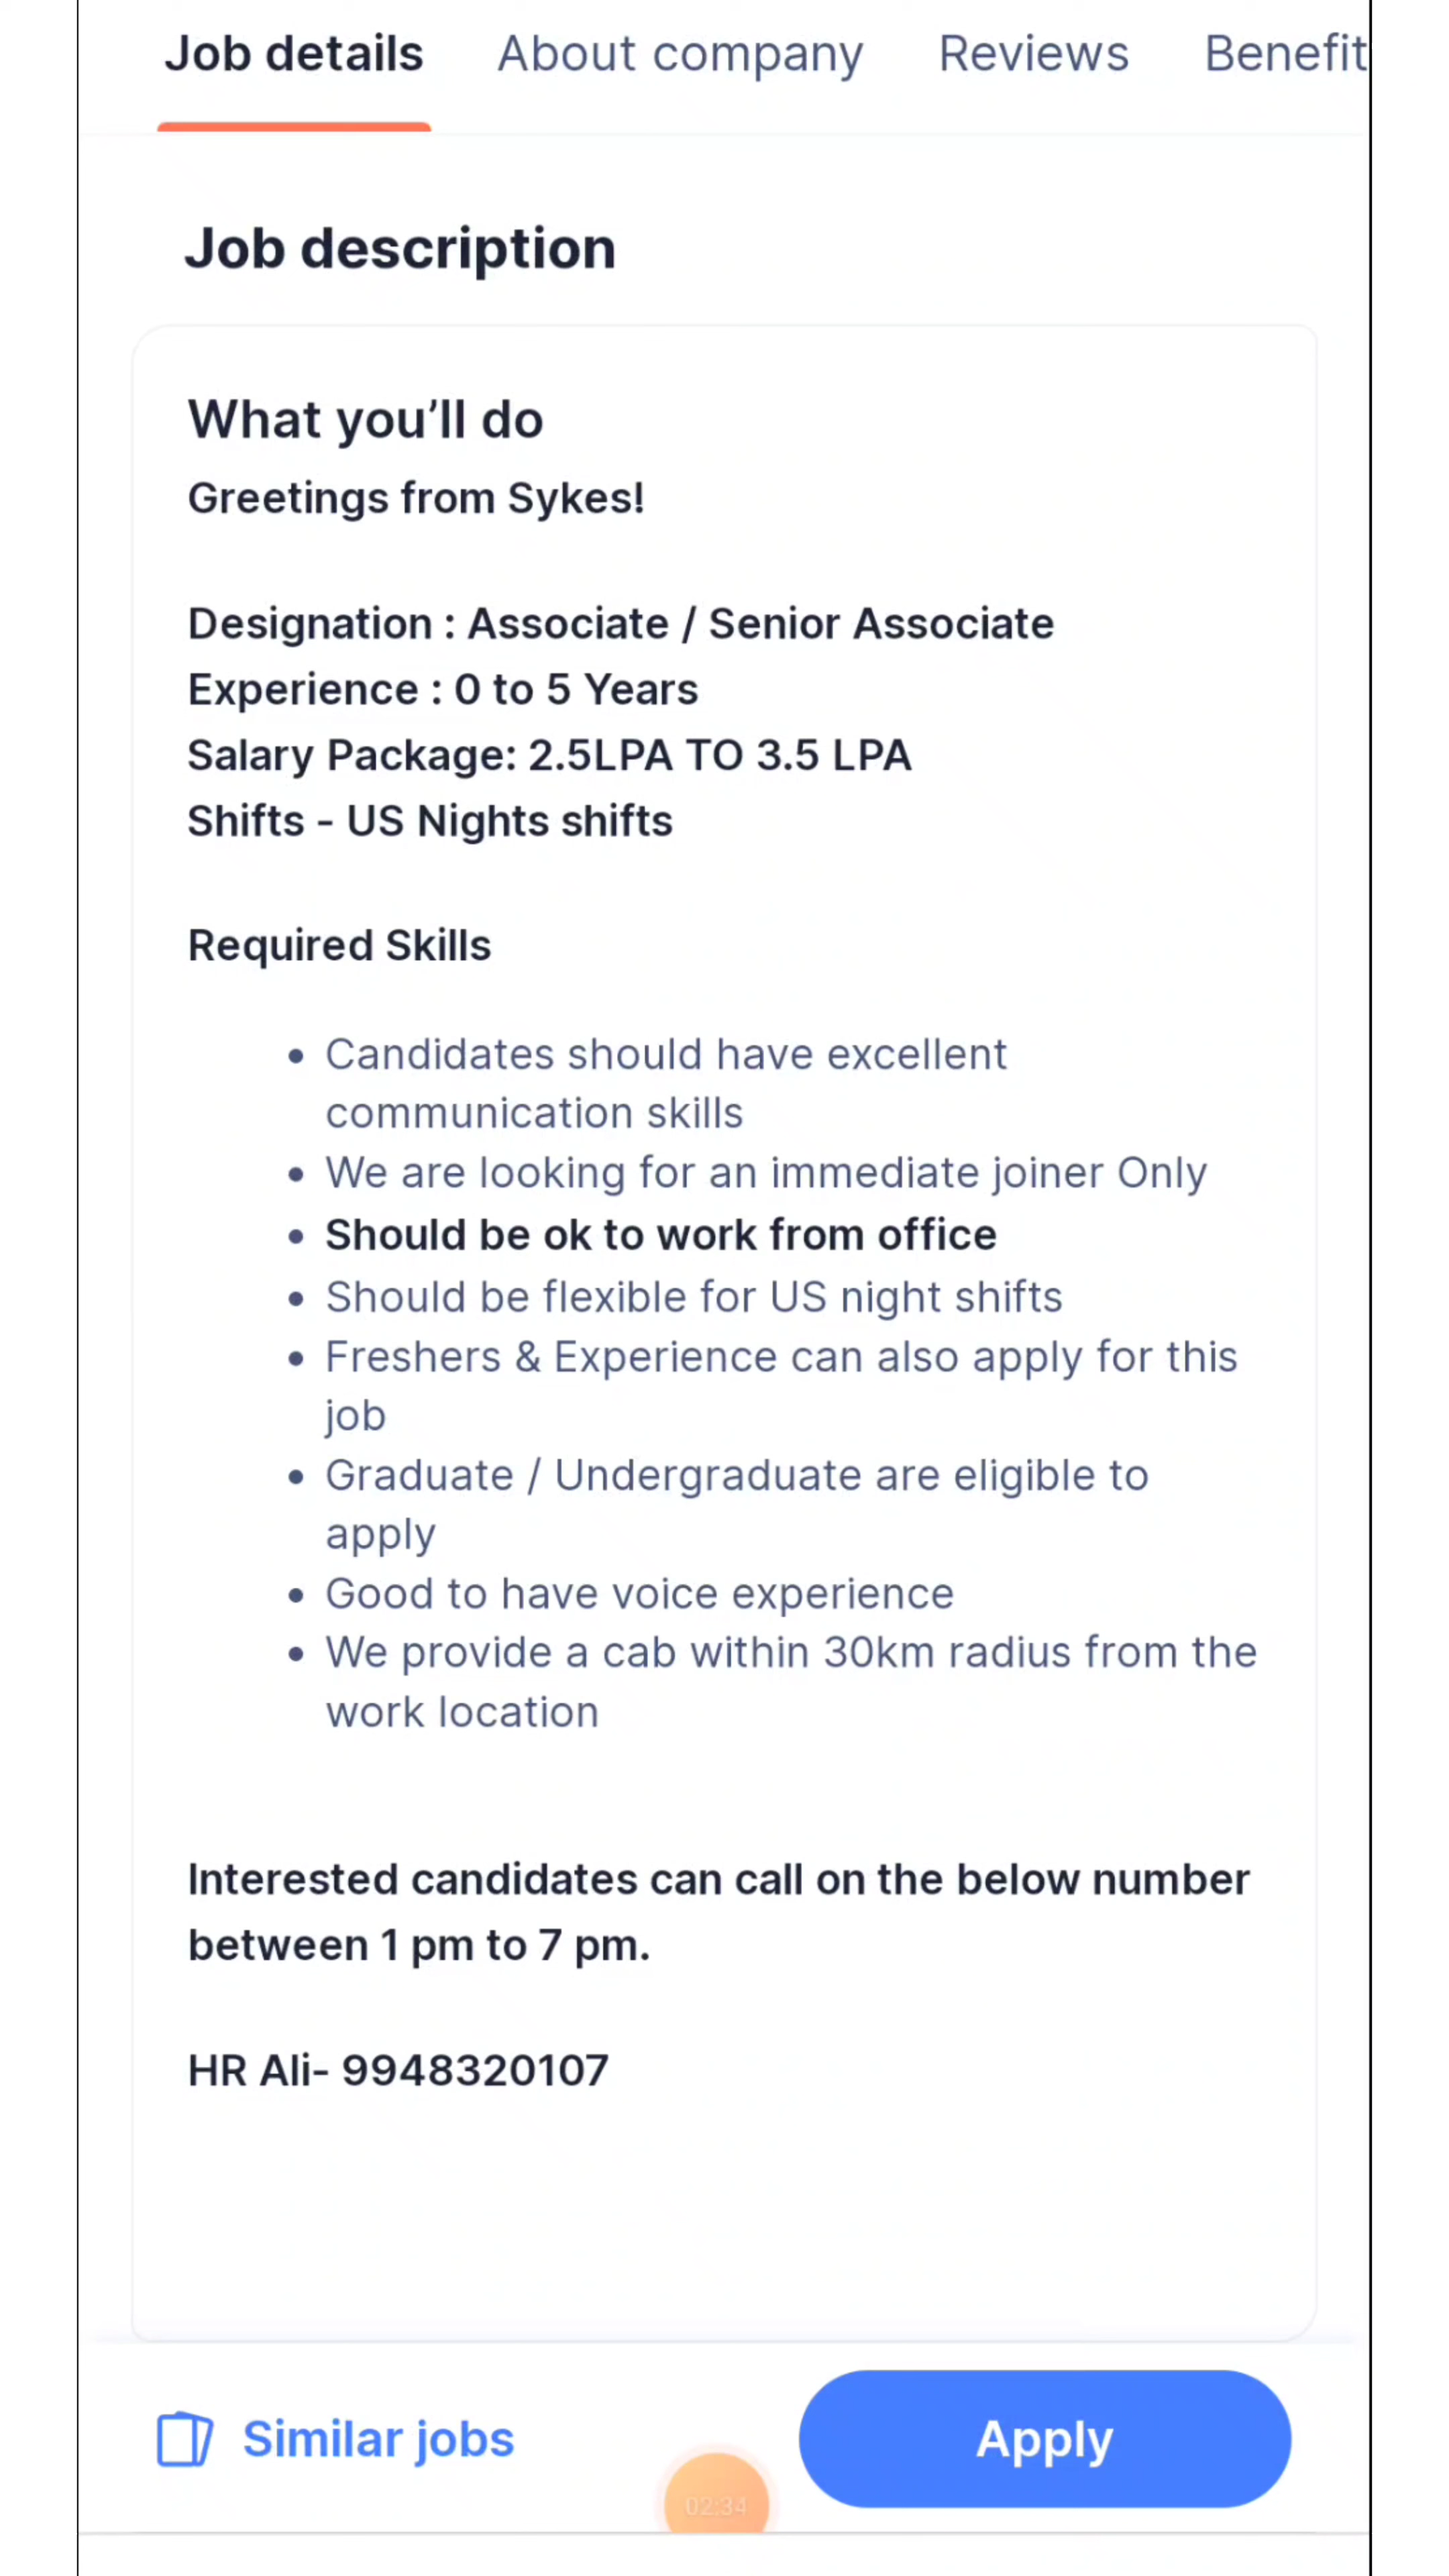 Job details About company Reviews Benefit
Job description
What you’ll do
Greetings from Sykes!
Designation : Associate / Senior Associate
Experience : 0 to 5 Years
Salary Package: 2.5LPA TO 3.5 LPA
Shifts - US Nights shifts
Required Skills
• Candidates should have excellent
communication skills
• We are looking for an immediate joiner Only
• Should be ok to work from office
• Should be flexible for US night shifts
• Freshers & Experience can also apply for this
job
• Graduate / Undergraduate are eligible to
apply
• Good to have voice experience
• We provide a cab within 30km radius from the
work location
Interested candidates can call on the below number
between 1 pm to 7 pm.
HR Ali- 9948320107
Similar jobs Apply
02:34